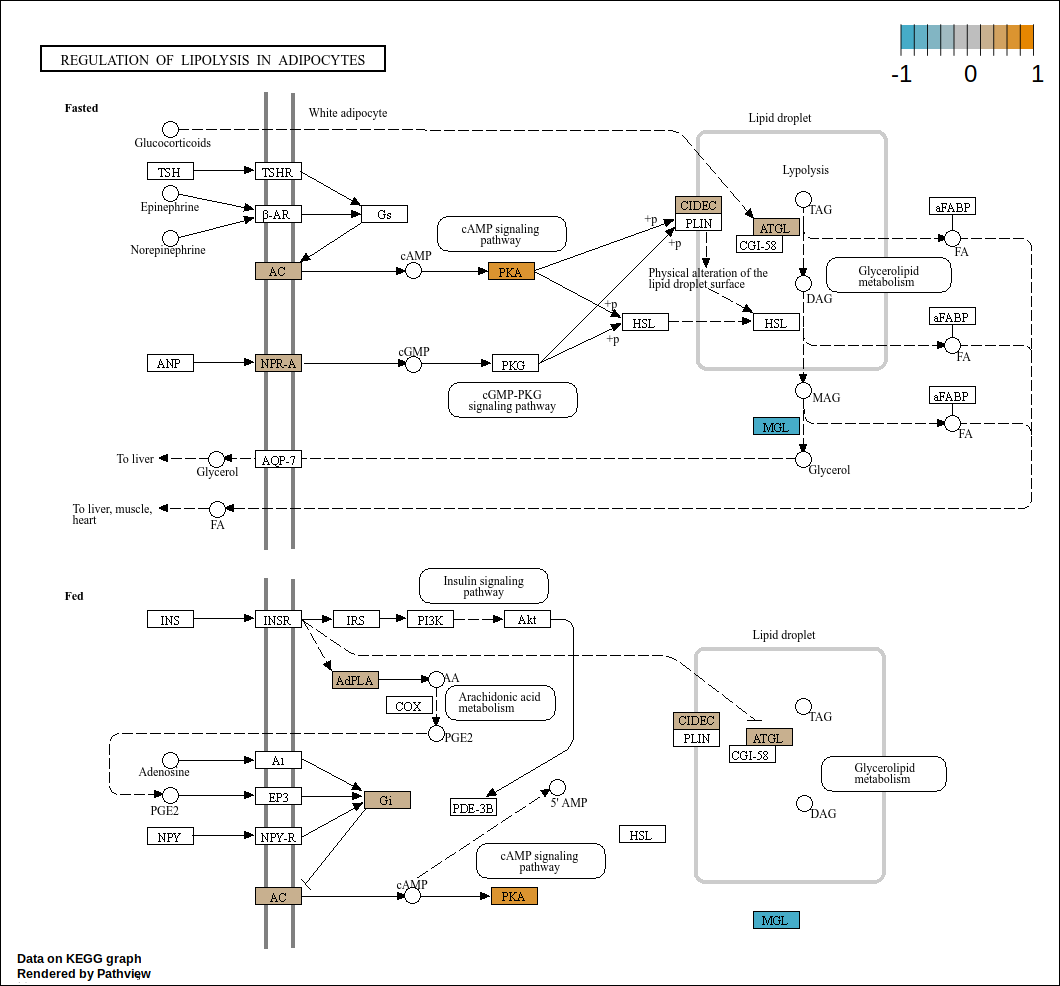 -1 0 1
REGULATION OF LIPOLYSIS IN ADIPOCYTES
Fasted
White adipocyte
Lipid droplet
Glucocorticoids
TSH
TSHR
Epinephrine
β-AR
Gs
Norepinephrine
cAMP signaling
pathway
AC
cAMP
PKA
+p
+p
CIDEC
PLIN
Lypolysis
TAG
ATGL
CGI-58
aFABP
FA
Physical alteration of the
lipid droplet surface
Glycerolipid
metabolism
DAG
+p
HSL
HSL
+p
aFABP
FA
ANP
NPR-A
cGMP
PKG
cGMP-PKG
signaling pathway
MAG
aFABP
FA
MGL
To liver
Glycerol
AQP-7
Glycerol
To liver, muscle,
heart
FA
Fed
Insulin signaling
pathway
INS
INSR
IRS
PI3K
Akt
Lipid droplet
AdPLA
AA
COX
Arachidonic acid
metabolism
PGE2
CIDEC
PLIN
TAG
ATGL
CGI-58
Glycerolipid
metabolism
DAG
Adenosine
A1
PGE2
EP3
Gi
PDE-3B
5' AMP
NPY
NPY-R
HSL
cAMP signaling
pathway
AC
cAMP
PKA
MGL
Data on KEGG graph
Rendered by Pathview